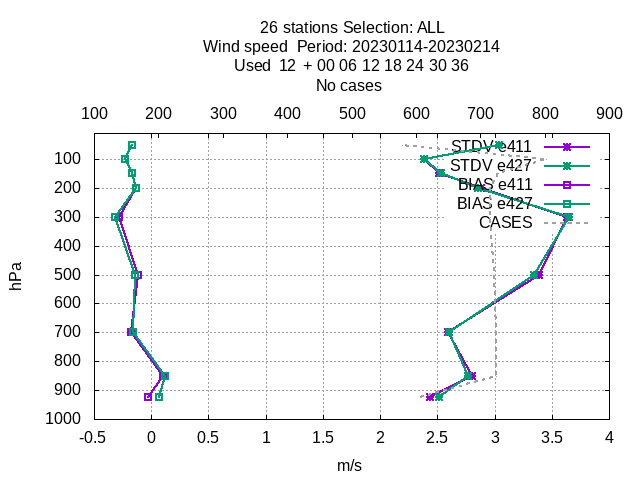 26 stations Selection: ALL
Wind speed  Period: 20230114-20230214
Used  12  + 00 06 12 18 24 30 36
No cases
100 200 300 400 500 600 700 800 900
STDV e411
100
STDV e427
200
BIAS e411
BIAS e427
300
CASES
400
hPa
500
600
700
800
900
1000
-0.5 0 0.5 1 1.5 2 2.5 3 3.5 4
m/s